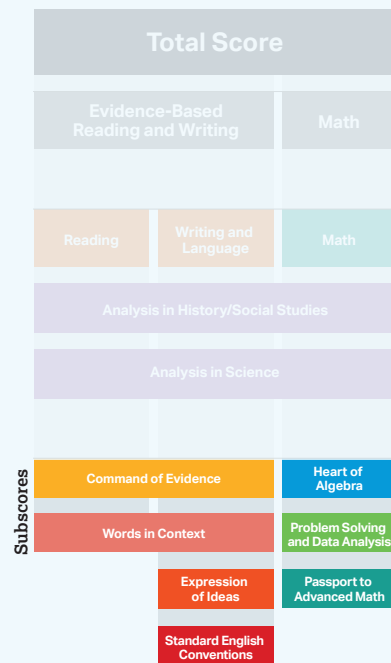 Total Score
Evidence-Based
Reading and Writing
Math
Reading
Writing and
Language
Math
Analysis in History/Social Studies
Analysis in Science
Subscores
Command of Evidence
Heart of
Algebra
Words in Context
Problem Solving
and Data Analysis
Expression
of Ideas
Passport to
Advanced Math
Standard English
Conventions